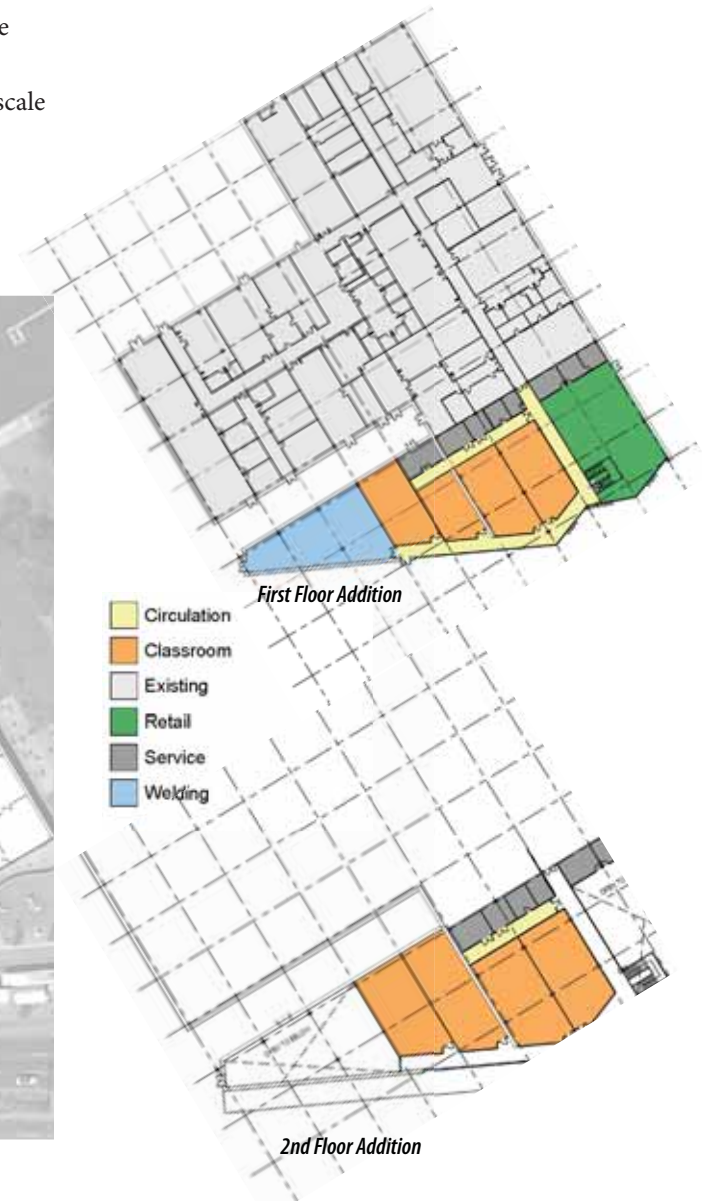 e
scale
First Floor Addition
Circulation
Classroom
Existing
Retail
Service
Welding
2nd Floor Addition